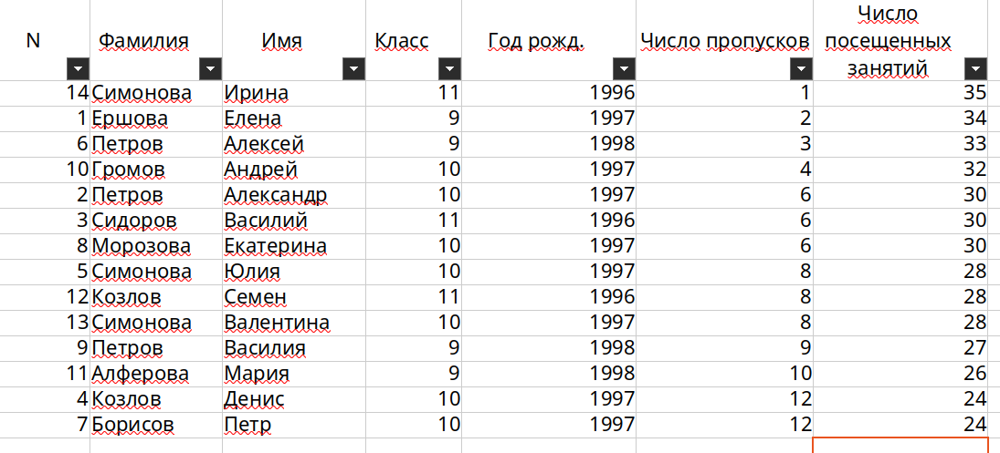 N Фамилия Имя Класс Год рожд. Число пропусков Число посещенных занятий
14 Симонова Ирина 11 1996 1 35
1 Ершова Елена 9 1997 2 34
6 Петров Алексей 9 1998 3 33
10 Громов Андрей 10 1997 4 32
2 Петров Александр 10 1997 6 30
3 Сидоров Василий 11 1996 6 30
8 Морозова Екатерина 10 1997 6 30
5 Симонова Юлия 10 1997 8 28
12 Козлов Семен 11 1996 8 28
13 Симонова Валентина 10 1997 8 28
9 Петров Василия 9 1998 9 27
11 Алферова Мария 9 1998 10 26
4 Козлов Денис 10 1997 12 24
7 Борисов Петр 10 1997 12 24